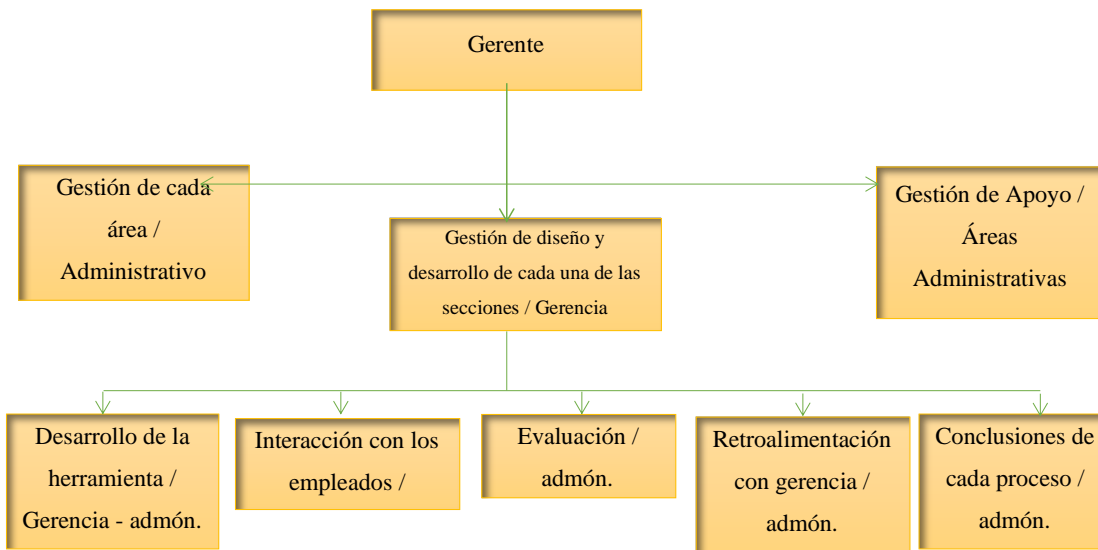 Gerente
Gestión de cada
área /
Administrativo
Gestión de diseño y
desarrollo de cada una de las
secciones / Gerencia
Gestión de Apoyo /
Áreas
Administrativas
Desarrollo de la
herramienta /
Gerencia - admón.
Interacción con los
empleados /
Evaluación /
admón.
Retroalimentación
con gerencia /
admón.
Conclusiones de
cada proceso /
admón.